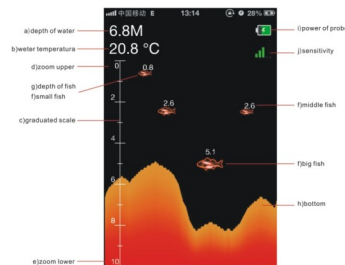 中国移动 E 13:14 28%
a)depth of water 6.8M i)power of prob
b)weeter temperatura 20.8 °C j)sensitivity
d)zoom upper 0 0.8
g)depth of fish
f)small fish
2 2.6 2.6 f)middle fish
c)graduated scale
4
5.1
6 f)big fish
h)bottom
8
e)zoom lower 10